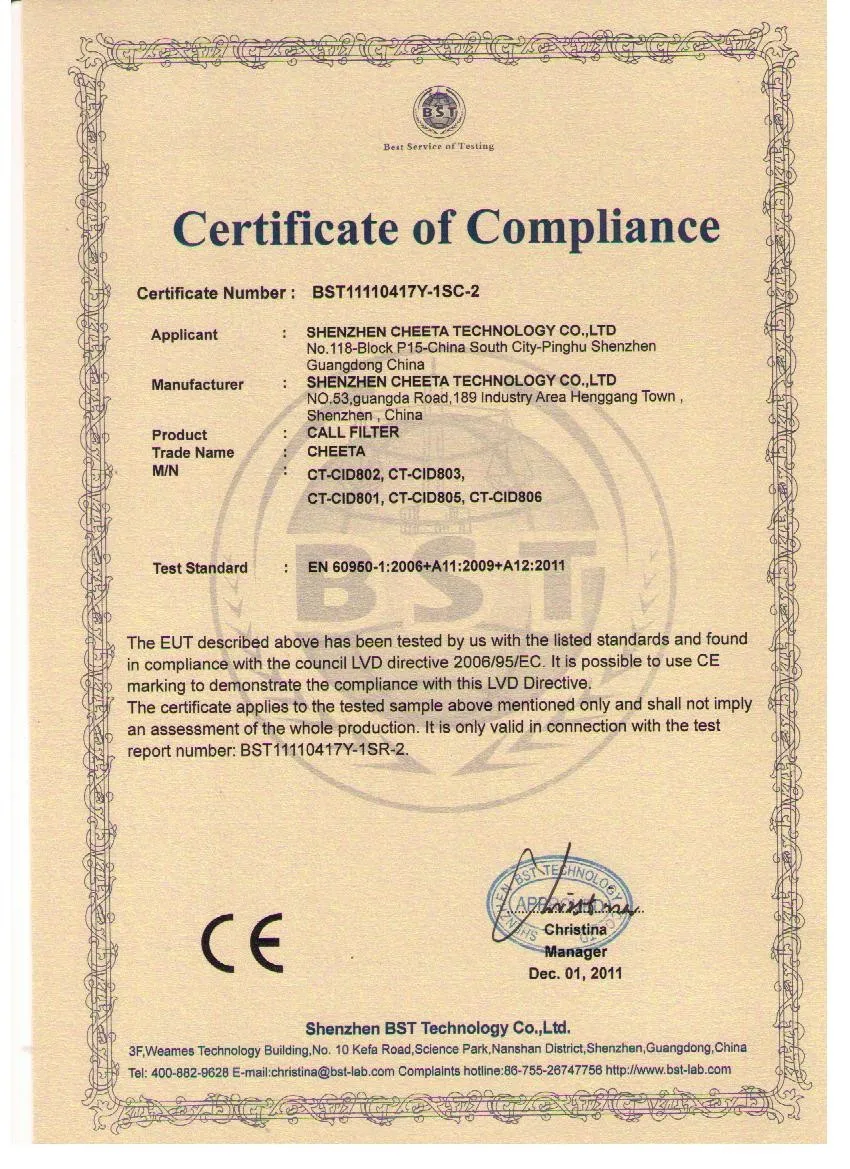 BST
Best Service of Testing
Certificate of Compliance
Certificate Number : BST11110417Y-1SC-2
Applicant : SHENZHEN CHEETA TECHNOLOGY CO.,LTD
No.118-Block P15-China South City-Pinghu Shenzhen
Guangdong China
Manufacturer : SHENZHEN CHEETA TECHNOLOGY CO.,LTD
NO.53,guangda Road,189 Industry Area Henggang Town ,
Shenzhen , China
Product : CALL FILTER
Trade Name : CHEETA
M/N : CT-CID802, CT-CID803,
CT-CID801, CT-CID805, CT-CID806
Test Standard : EN 60950-1:2006+A11:2009+A12:2011
BST
The EUT described above has been tested by us with the listed standards and found
in compliance with the council LVD directive 2006/95/EC. It is possible to use CE
marking to demonstrate the compliance with this LVD Directive.
The certificate applies to the tested sample above mentioned only and shall not imply
an assessment of the whole production. It is only valid in connection with the test
report number: BST11110417Y-1SR-2.
SHENZHEN BST TECHNOLOGY CO.,LTD
APPROVED
Christina
CE
Christina
Manager
Dec. 01, 2011
Shenzhen BST Technology Co.,Ltd.
3F,Weames Technology Building,No. 10 Kefa Road,Science Park,Nanshan District,Shenzhen,Guangdong,China
Tel: 400-882-9628 E-mail:christina@bst-lab.com Complaints hotline:86-755-26747756 http://www.bst-lab.com